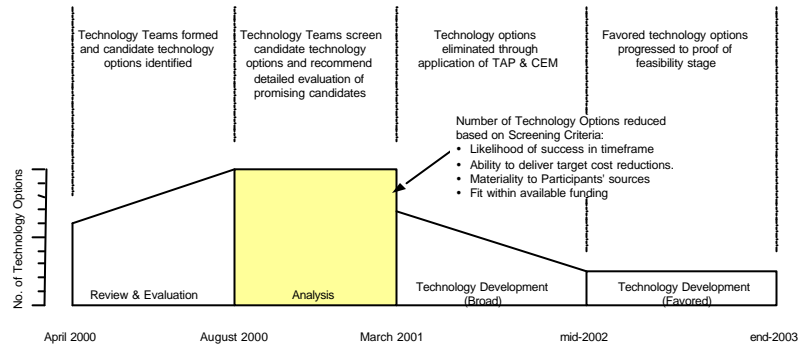 Technology Teams formed
and candidate technology
options identified
Technology Teams screen
candidate technology
options and recommend
detailed evaluation of
promising candidates
Technology options
eliminated through
application of TAP & CEM
Favored technology options
progressed to proof of
feasibility stage
Number of Technology Options reduced
based on Screening Criteria:
• Likelihood of success in timeframe
• Ability to deliver target cost reductions.
• Materiality to Participants' sources
• Fit within available funding
No. of Technology Options
Review & Evaluation
Analysis
Technology Development
(Broad)
Technology Development
(Favored)
April 2000
August 2000
March 2001
mid-2002
end-2003